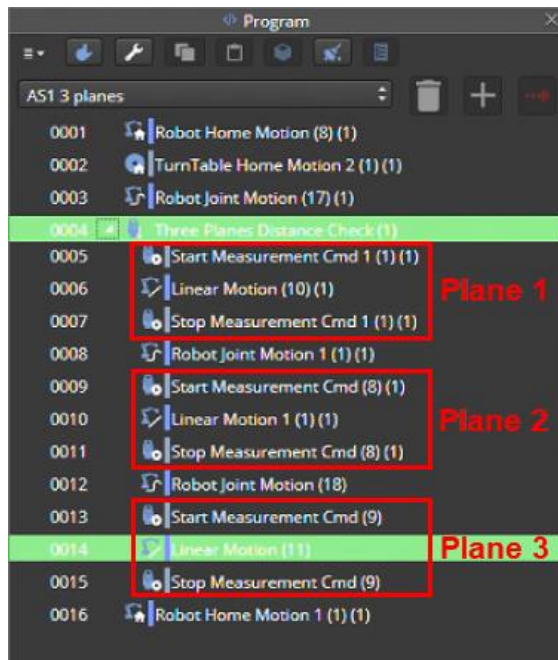 Program
AS1 3 planes
0001 Robot Home Motion (8) (1)
0002 TurnTable Home Motion 2 (1) (1)
0003 Robot Joint Motion (17) (1)
0004 Three Planes Distance Check (1)
0005 Start Measurement Cmd 1 (1) (1)
0006 Linear Motion (10) (1)
Plane 1
0007 Stop Measurement Cmd 1 (1) (1)
0008 Robot Joint Motion 1 (1) (1)
0009 Start Measurement Cmd (8) (1)
0010 Linear Motion 1 (1) (1)
Plane 2
0011 Stop Measurement Cmd (8) (1)
0012 Robot Joint Motion (18)
0013 Start Measurement Cmd (9)
0014 Linear Motion (11)
Plane 3
0015 Stop Measurement Cmd (9)
0016 Robot Home Motion 1 (1) (1)